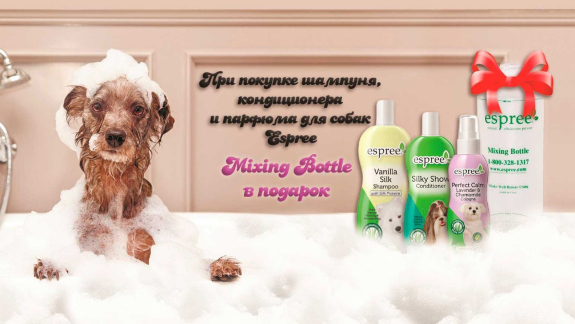 При покупке шампуня,
кондиционера
и парфюма для собак
Espree
Mixing Bottle
в подарок
espree
Vanilla
Silk
Shampoo
espree
Silky Show
Conditioner
espree
Perfect Calm
Lavender &
Chamomile
Cologne
espree
Mixing Bottle
1-800-328-1317
www.espree.com